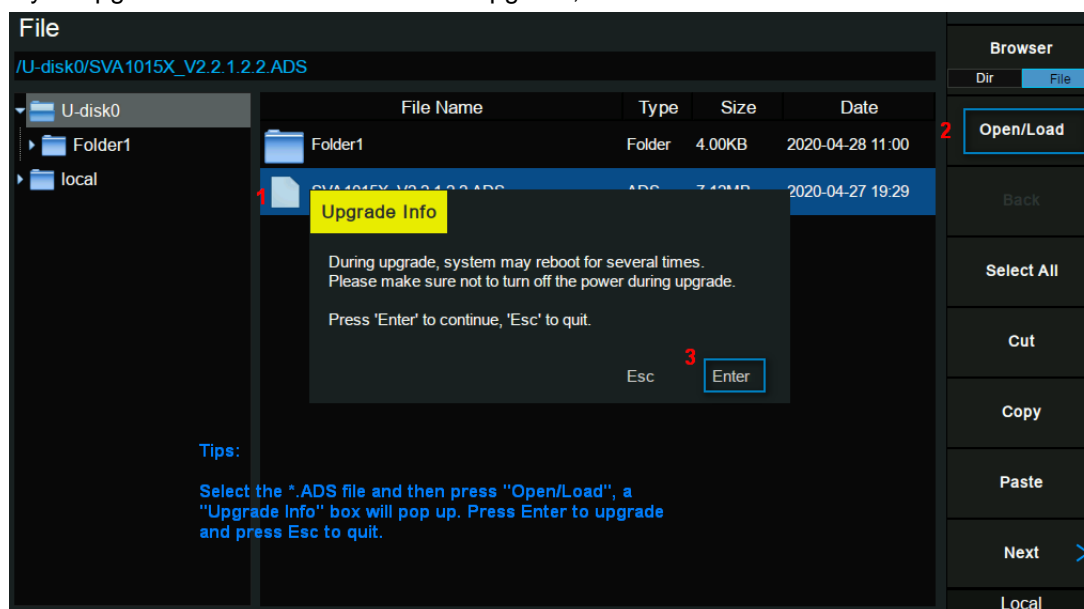 File
/U-disk0/SVA1015X_V2.2.1.2.2.ADS
Browser
Dir File
U-disk0
Folder1
local
File Name Type Size Date
Folder1 Folder 4.00KB 2020-04-28 11:00
1 2020-04-27 19:29
2 Open/Load
Back
Select All
Cut
Copy
Paste
Next
Local
Upgrade Info
During upgrade, system may reboot for several times.
Please make sure not to turn off the power during upgrade.
Press 'Enter' to continue, 'Esc' to quit.
Esc 3 Enter
Tips:
Select the *.ADS file and then press "Open/Load", a
"Upgrade Info" box will pop up. Press Enter to upgrade
and press Esc to quit.